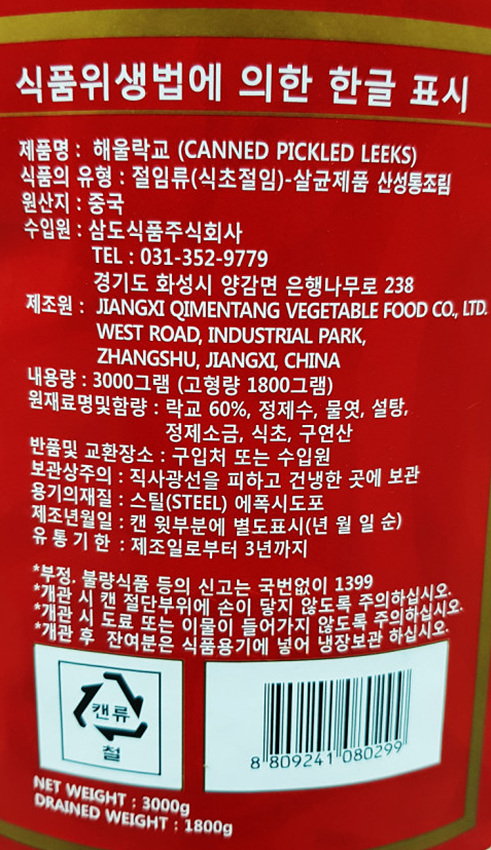 식품위생법에 의한 한글 표시
제품명 : 해울락교 (CANNED PICKLED LEEKS)
식품의 유형 : 절임류(식초절임)-살균제품 산성통조림
원산지 : 중국
수입원 : 삼도식품주식회사
TEL : 031-352-9779
경기도 화성시 양감면 은행나무로 238
제조원 : JIANGXI QIMENTANG VEGETABLE FOOD CO., LTD.
WEST ROAD, INDUSTRIAL PARK,
ZHANGSHU, JIANGXI, CHINA
내용량 : 3000그램 (고형량 1800그램)
원재료명및함량 : 락교 60%, 정제수, 물엿, 설탕,
정제소금, 식초, 구연산
반품및 교환장소 : 구입처 또는 수입원
보관상주의 : 직사광선을 피하고 건냉한 곳에 보관
용기의재질 : 스틸(STEEL) 에폭시도포
제조년월일 : 캔 윗부분에 별도표시(년 월 일 순)
유 통 기 한 : 제조일로부터 3년까지
*부정. 불량식품 등의 신고는 국번없이 1399
*개관 시 캔 절단부위에 손이 닿지 않도록 주의하십시오.
*개관 시 도료 또는 이물이 들어가지 않도록 주의하십시오.
*개관 후 잔여분은 식품용기에 넣어 냉장보관 하십시오.
캔류
철
8 809241 080299
NET WEIGHT : 3000g
DRAINED WEIGHT : 1800g